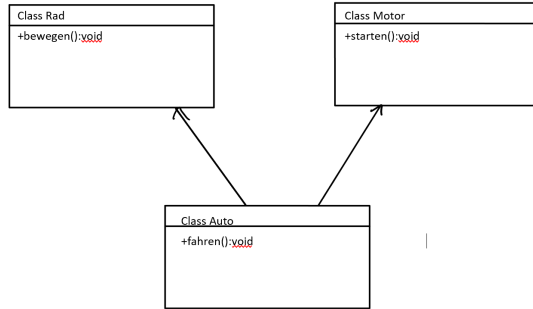 Class Rad
+bewegen():void
Class Motor
+starten():void
Class Auto
+fahren():void